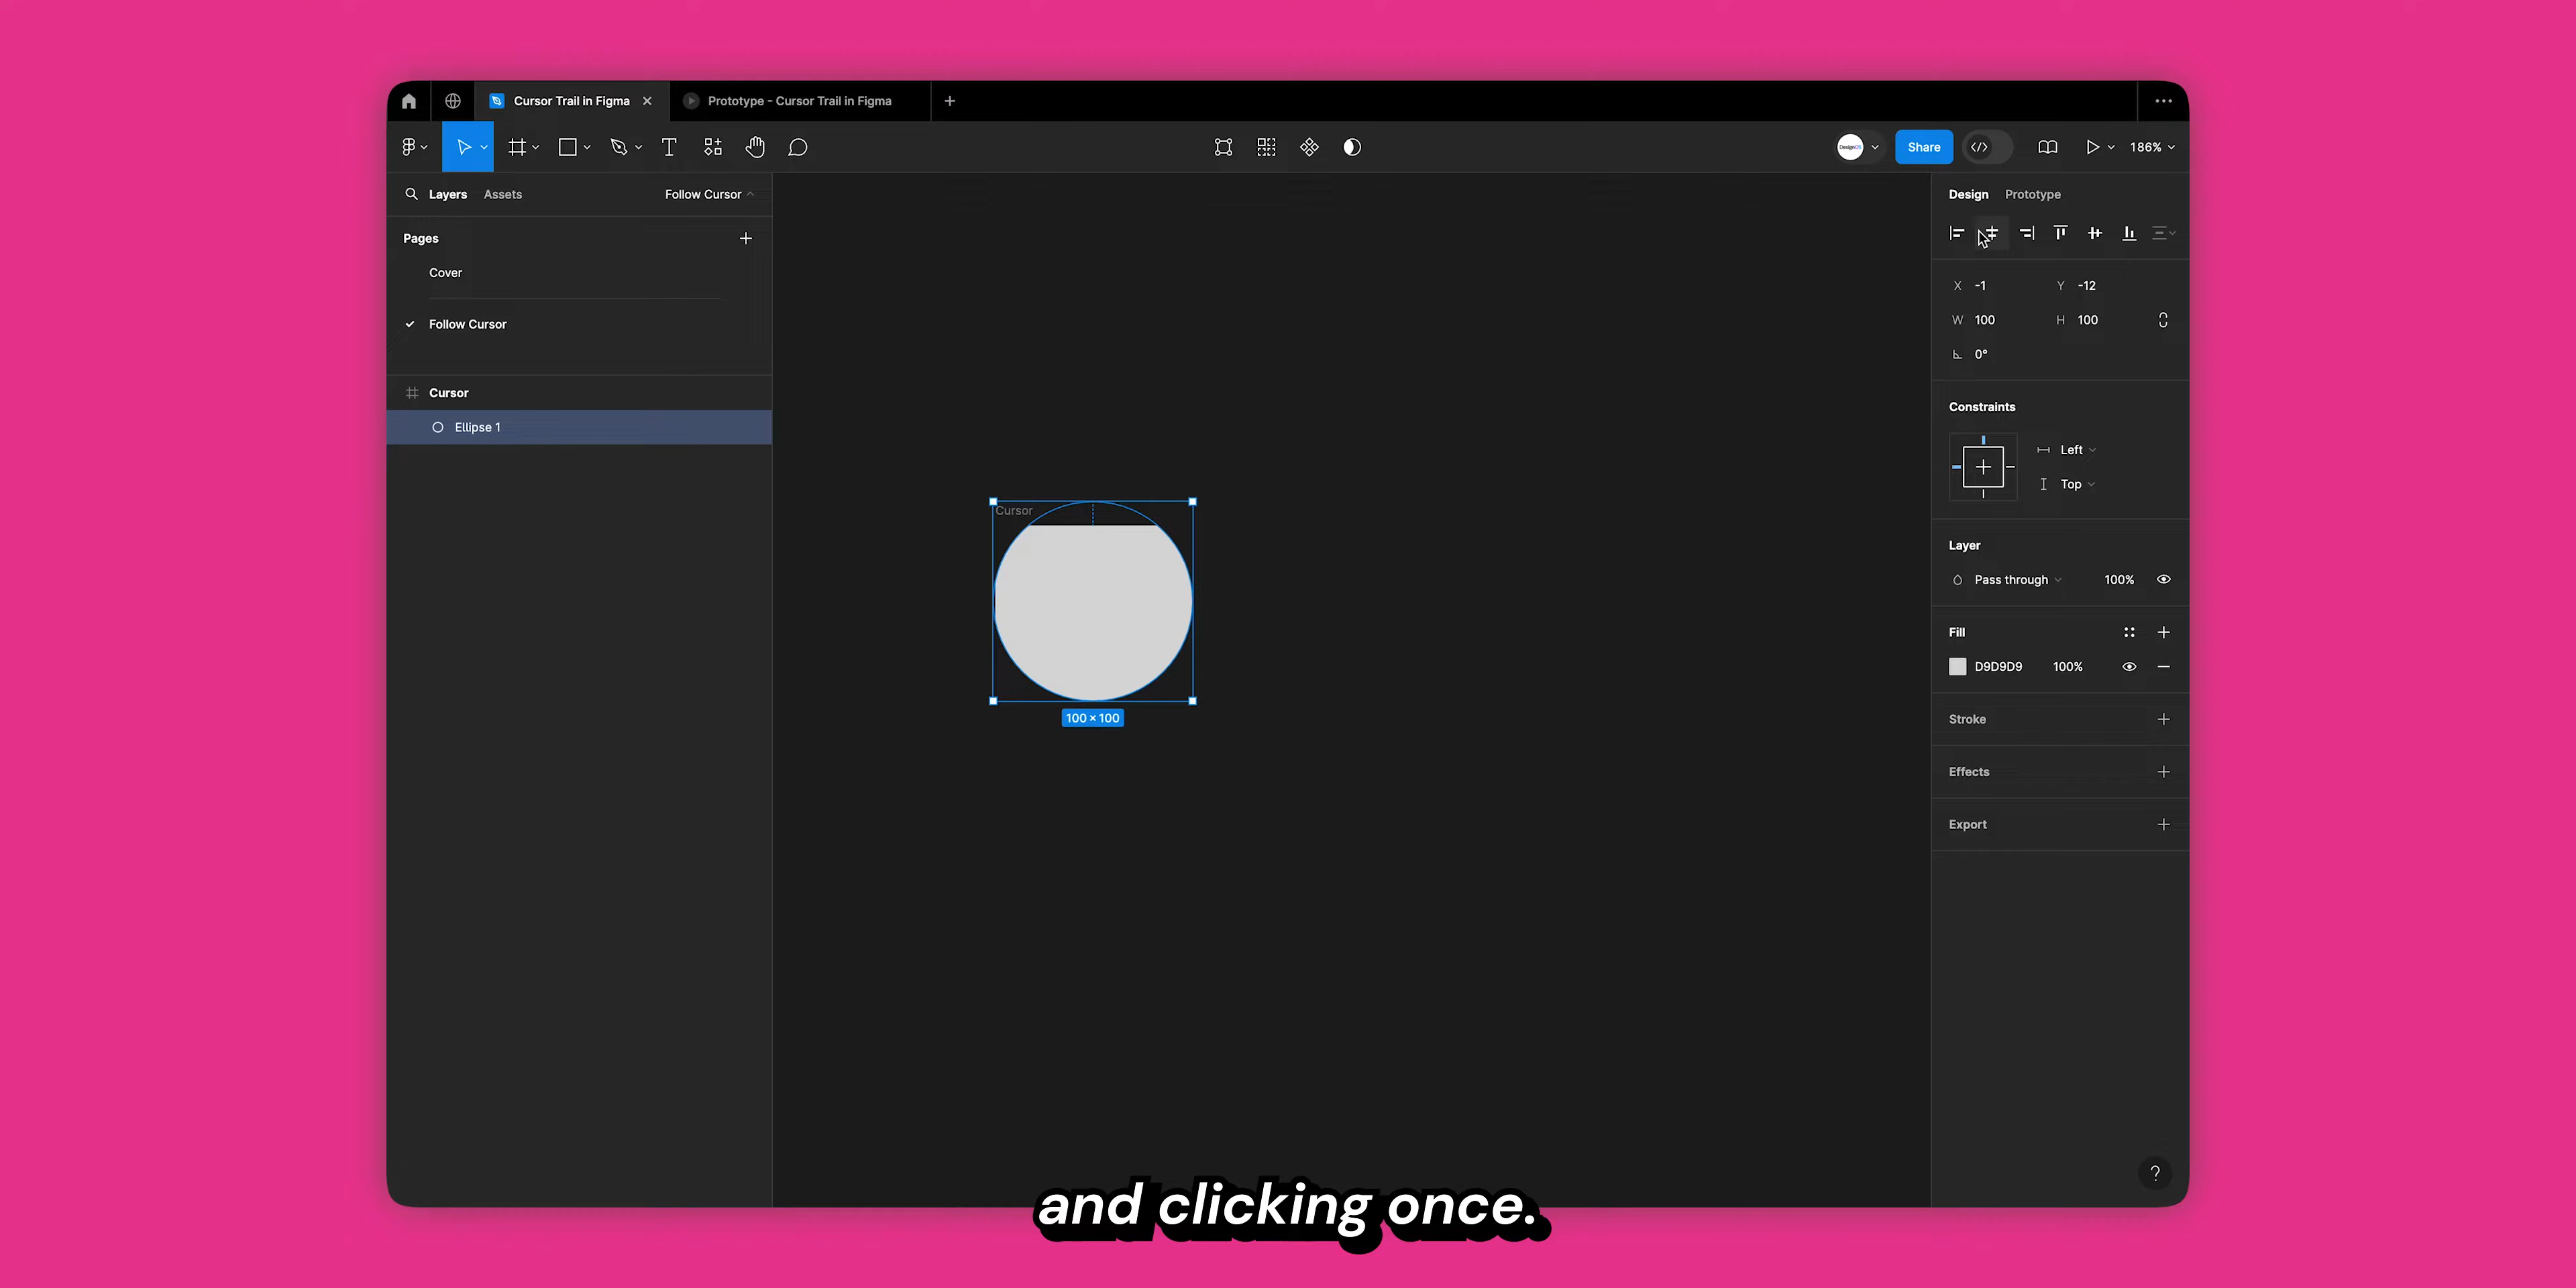 Cursor Trail in Figma
Prototype - Cursor Trail in Figma
DesignOS
Share
186%
Layers
Assets
Follow Cursor
Design
Prototype
Pages
Cover
Follow Cursor
X -1
Y -12
W 100
H 100
0°
Cursor
Constraints
Ellipse 1
Left
Top
Cursor
Layer
Pass through
100%
Fill
D9D9D9
100%
100 × 100
Stroke
Effects
Export
?
and clicking once.